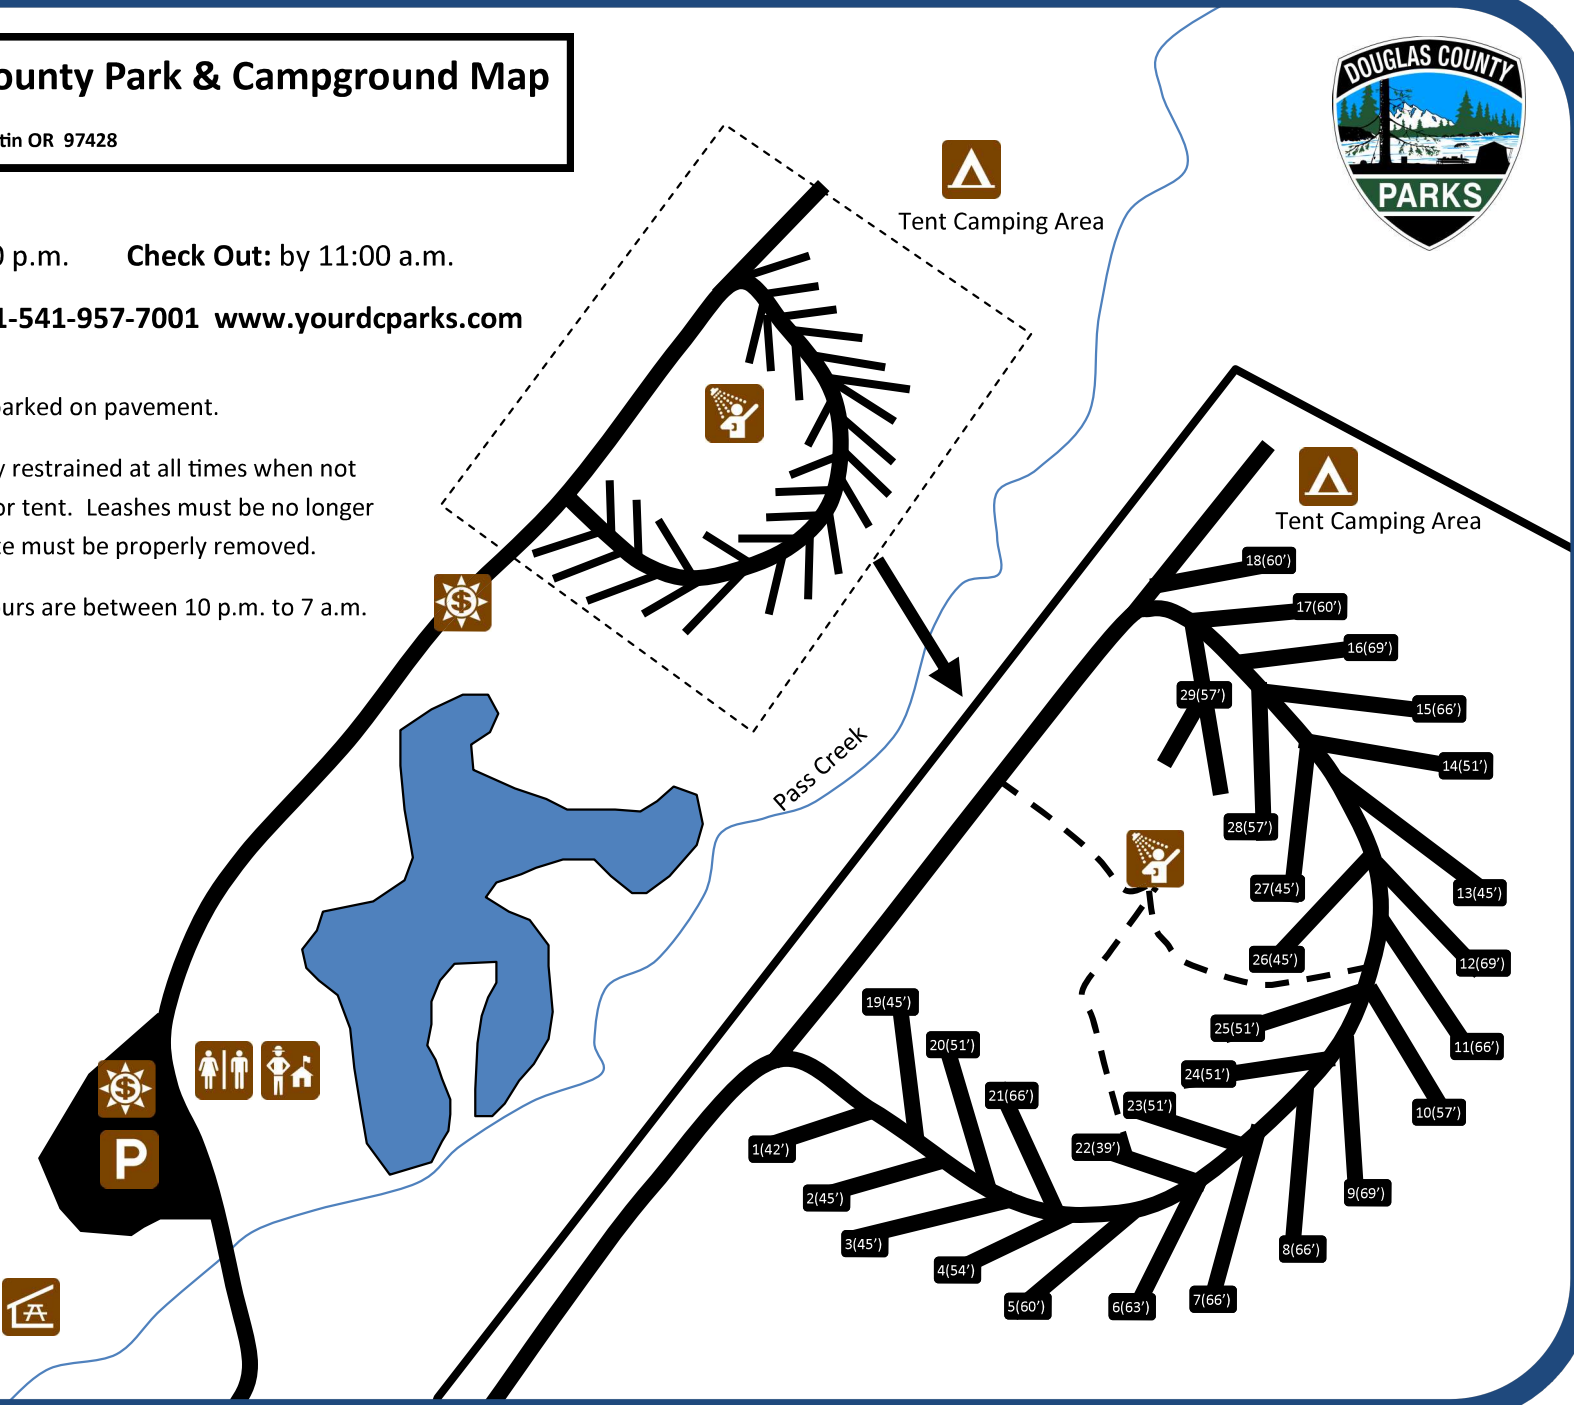 ounty Park & Campground Map
tin OR 97428
0 p.m. Check Out: by 11:00 a.m.
1-541-957-7001 www.yourdcparks.com
parked on pavement.
y restrained at all times when not
or tent. Leashes must be no longer
te must be properly removed.
ours are between 10 p.m. to 7 a.m.
DOUGLAS COUNTY
PARKS
Tent Camping Area
Tent Camping Area
Pass Creek
$
$
P
18(60')
17(60')
16(69')
29(57')
15(66')
14(51')
28(57')
27(45')
13(45')
26(45')
12(69')
19(45')
25(51')
20(51')
11(66')
24(51')
21(66')
23(51')
10(57')
22(39')
1(42')
9(69')
2(45')
3(45')
8(66')
4(54')
7(66')
5(60')
6(63')